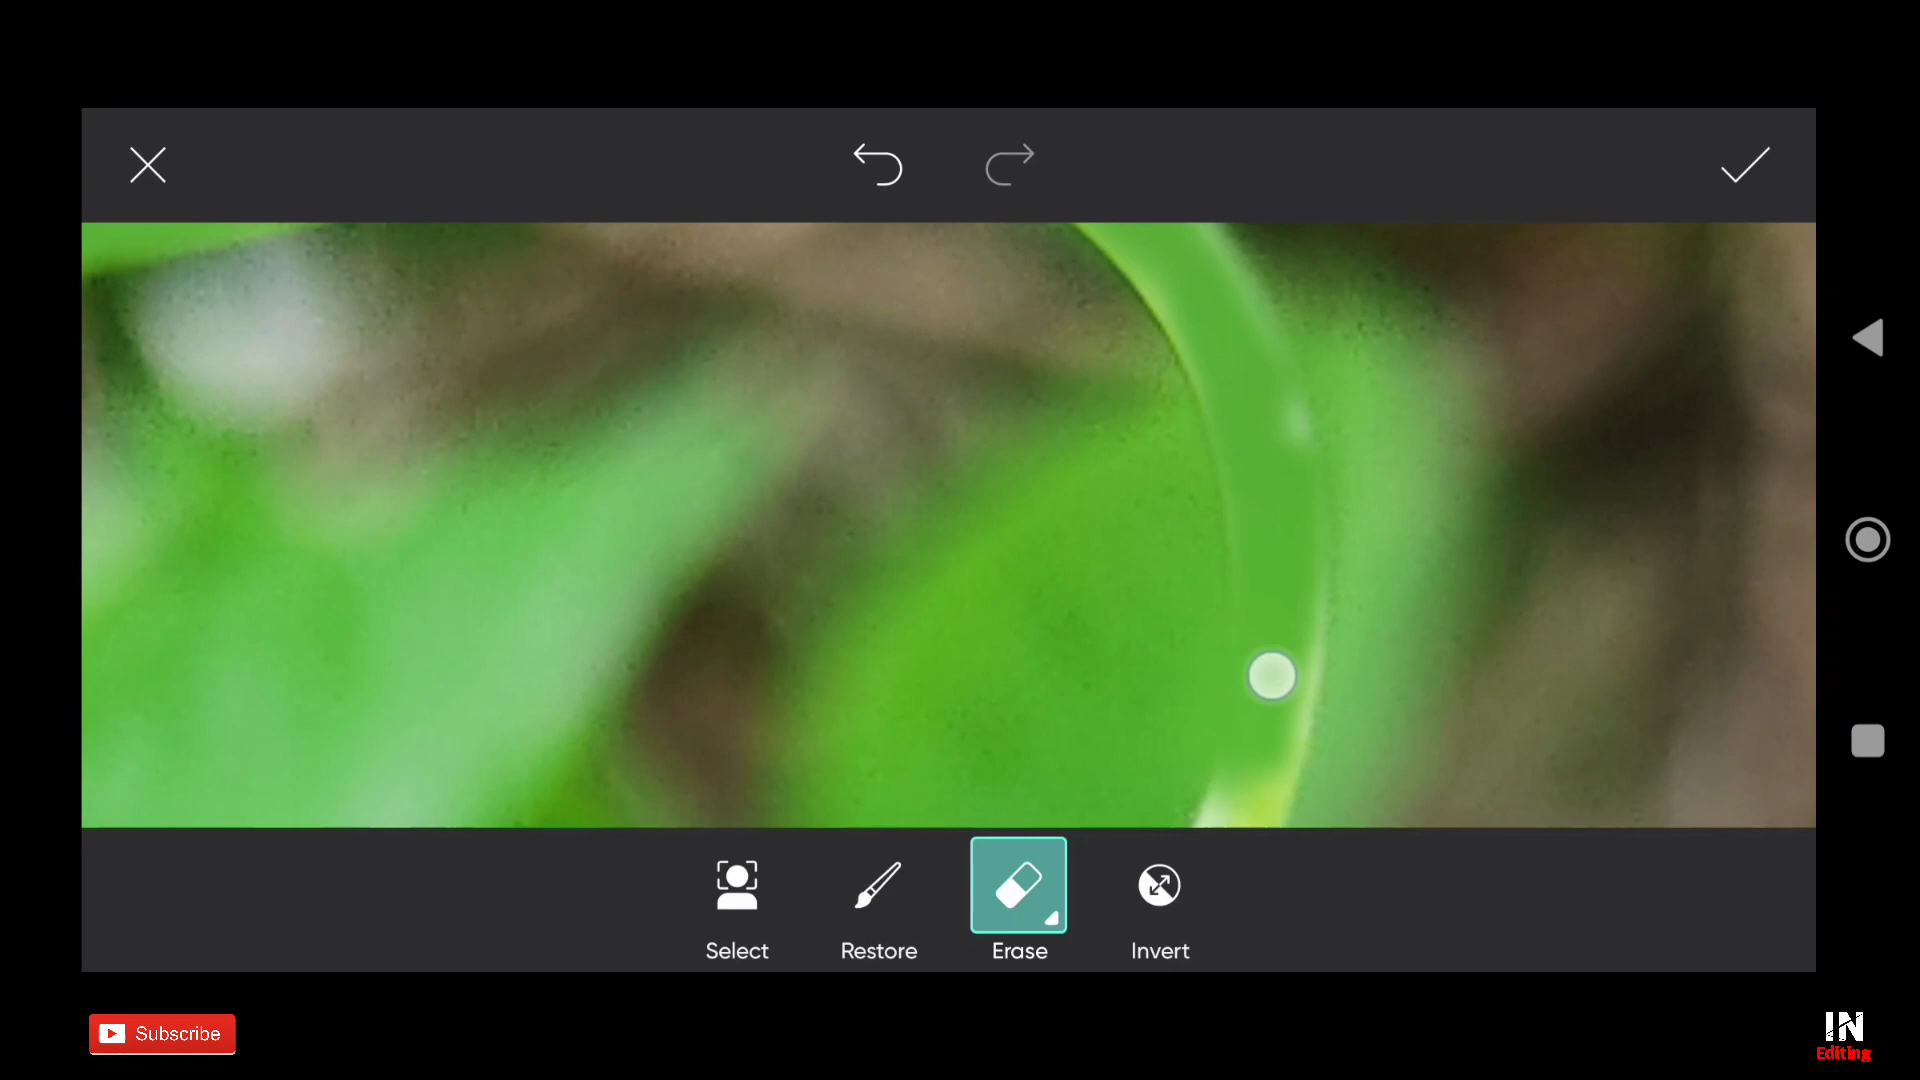 Select
Restore
Erase
Invert
Subscribe
IN
Editing